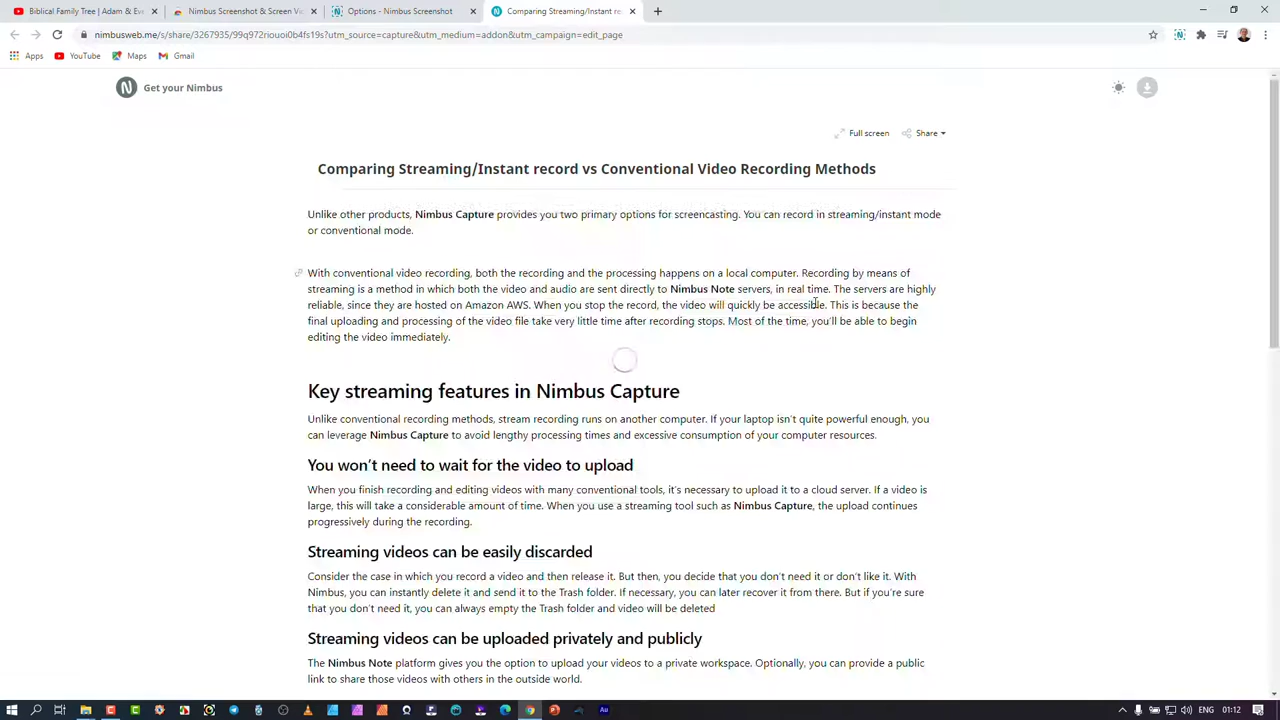 Biblical Family Tree | Adam & Eve
Nimbus Screenshot & Screen Vi
Options - Nimbus Screenshot
Comparing Streaming/Instant re
nimbusweb.me/s/share/3267935/99q972riouoi0b4fs19s?utm_source=capture&utm_medium=addon&utm_campaign=edit_page
Apps YouTube Maps Gmail
N Get your Nimbus
Full screen Share
Comparing Streaming/Instant record vs Conventional Video Recording Methods
Unlike other products, Nimbus Capture provides you two primary options for screencasting. You can record in streaming/instant mode
or conventional mode.
With conventional video recording, both the recording and the processing happens on a local computer. Recording by means of
streaming is a method in which both the video and audio are sent directly to Nimbus Note servers, in real time. The servers are highly
reliable, since they are hosted on Amazon AWS. When you stop the record, the video will quickly be accessible. This is because the
final uploading and processing of the video file take very little time after recording stops. Most of the time, you'll be able to begin
editing the video immediately.
Key streaming features in Nimbus Capture
Unlike conventional recording methods, stream recording runs on another computer. If your laptop isn't quite powerful enough, you
can leverage Nimbus Capture to avoid lengthy processing times and excessive consumption of your computer resources.
You won't need to wait for the video to upload
When you finish recording and editing videos with many conventional tools, it's necessary to upload it to a cloud server. If a video is
large, this will take a considerable amount of time. When you use a streaming tool such as Nimbus Capture, the upload continues
progressively during the recording.
Streaming videos can be easily discarded
Consider the case in which you record a video and then release it. But then, you decide that you don't need it or don't like it. With
Nimbus, you can instantly delete it and send it to the Trash folder. If necessary, you can later recover it from there. But if you're sure
that you don't need it, you can always empty the Trash folder and video will be deleted
Streaming videos can be uploaded privately and publicly
The Nimbus Note platform gives you the option to upload your videos to a private workspace. Optionally, you can provide a public
link to share those videos with others in the outside world.
Au
01:12